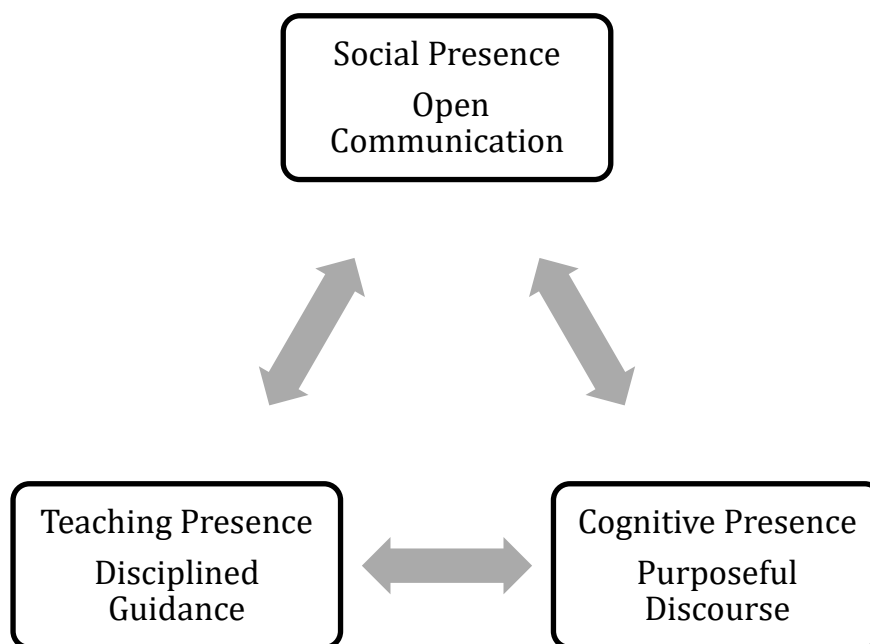 Social Presence
Open
Communication
Teaching Presence
Disciplined
Guidance
Cognitive Presence
Purposeful
Discourse